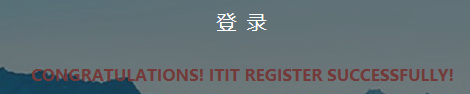 登 录
CONGRATULATIONS! ITIT REGISTER SUCCESSFULLY!